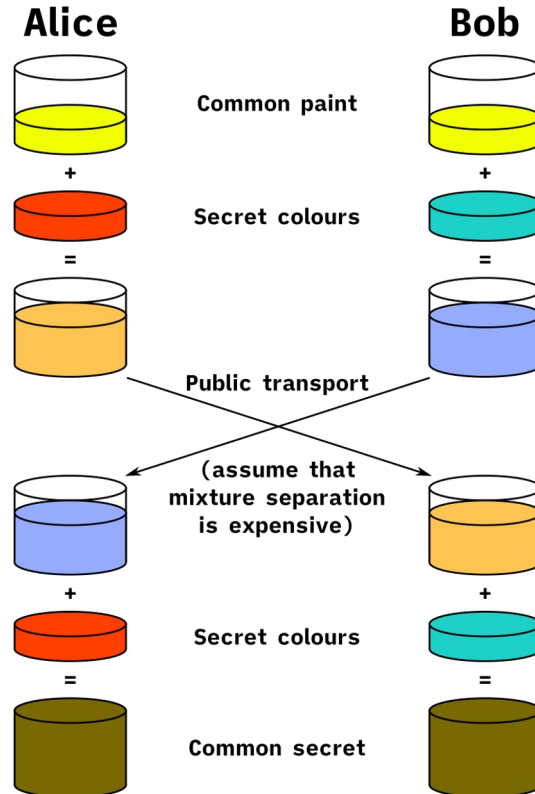 Alice
Bob
Common paint
+
+
Secret colours
=
=
Public transport
(assume that
mixture separation
is expensive)
+
+
Secret colours
=
=
Common secret